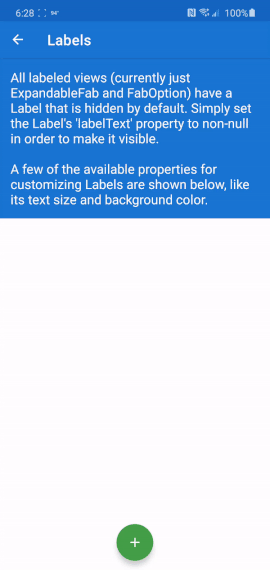 6:28 94° 100%
Labels
All labeled views (currently just
ExpandableFab and FabOption) have a
Label that is hidden by default. Simply set
the Label's 'labelText' property to non-null
in order to make it visible.
A few of the available properties for
customizing Labels are shown below, like
its text size and background color.